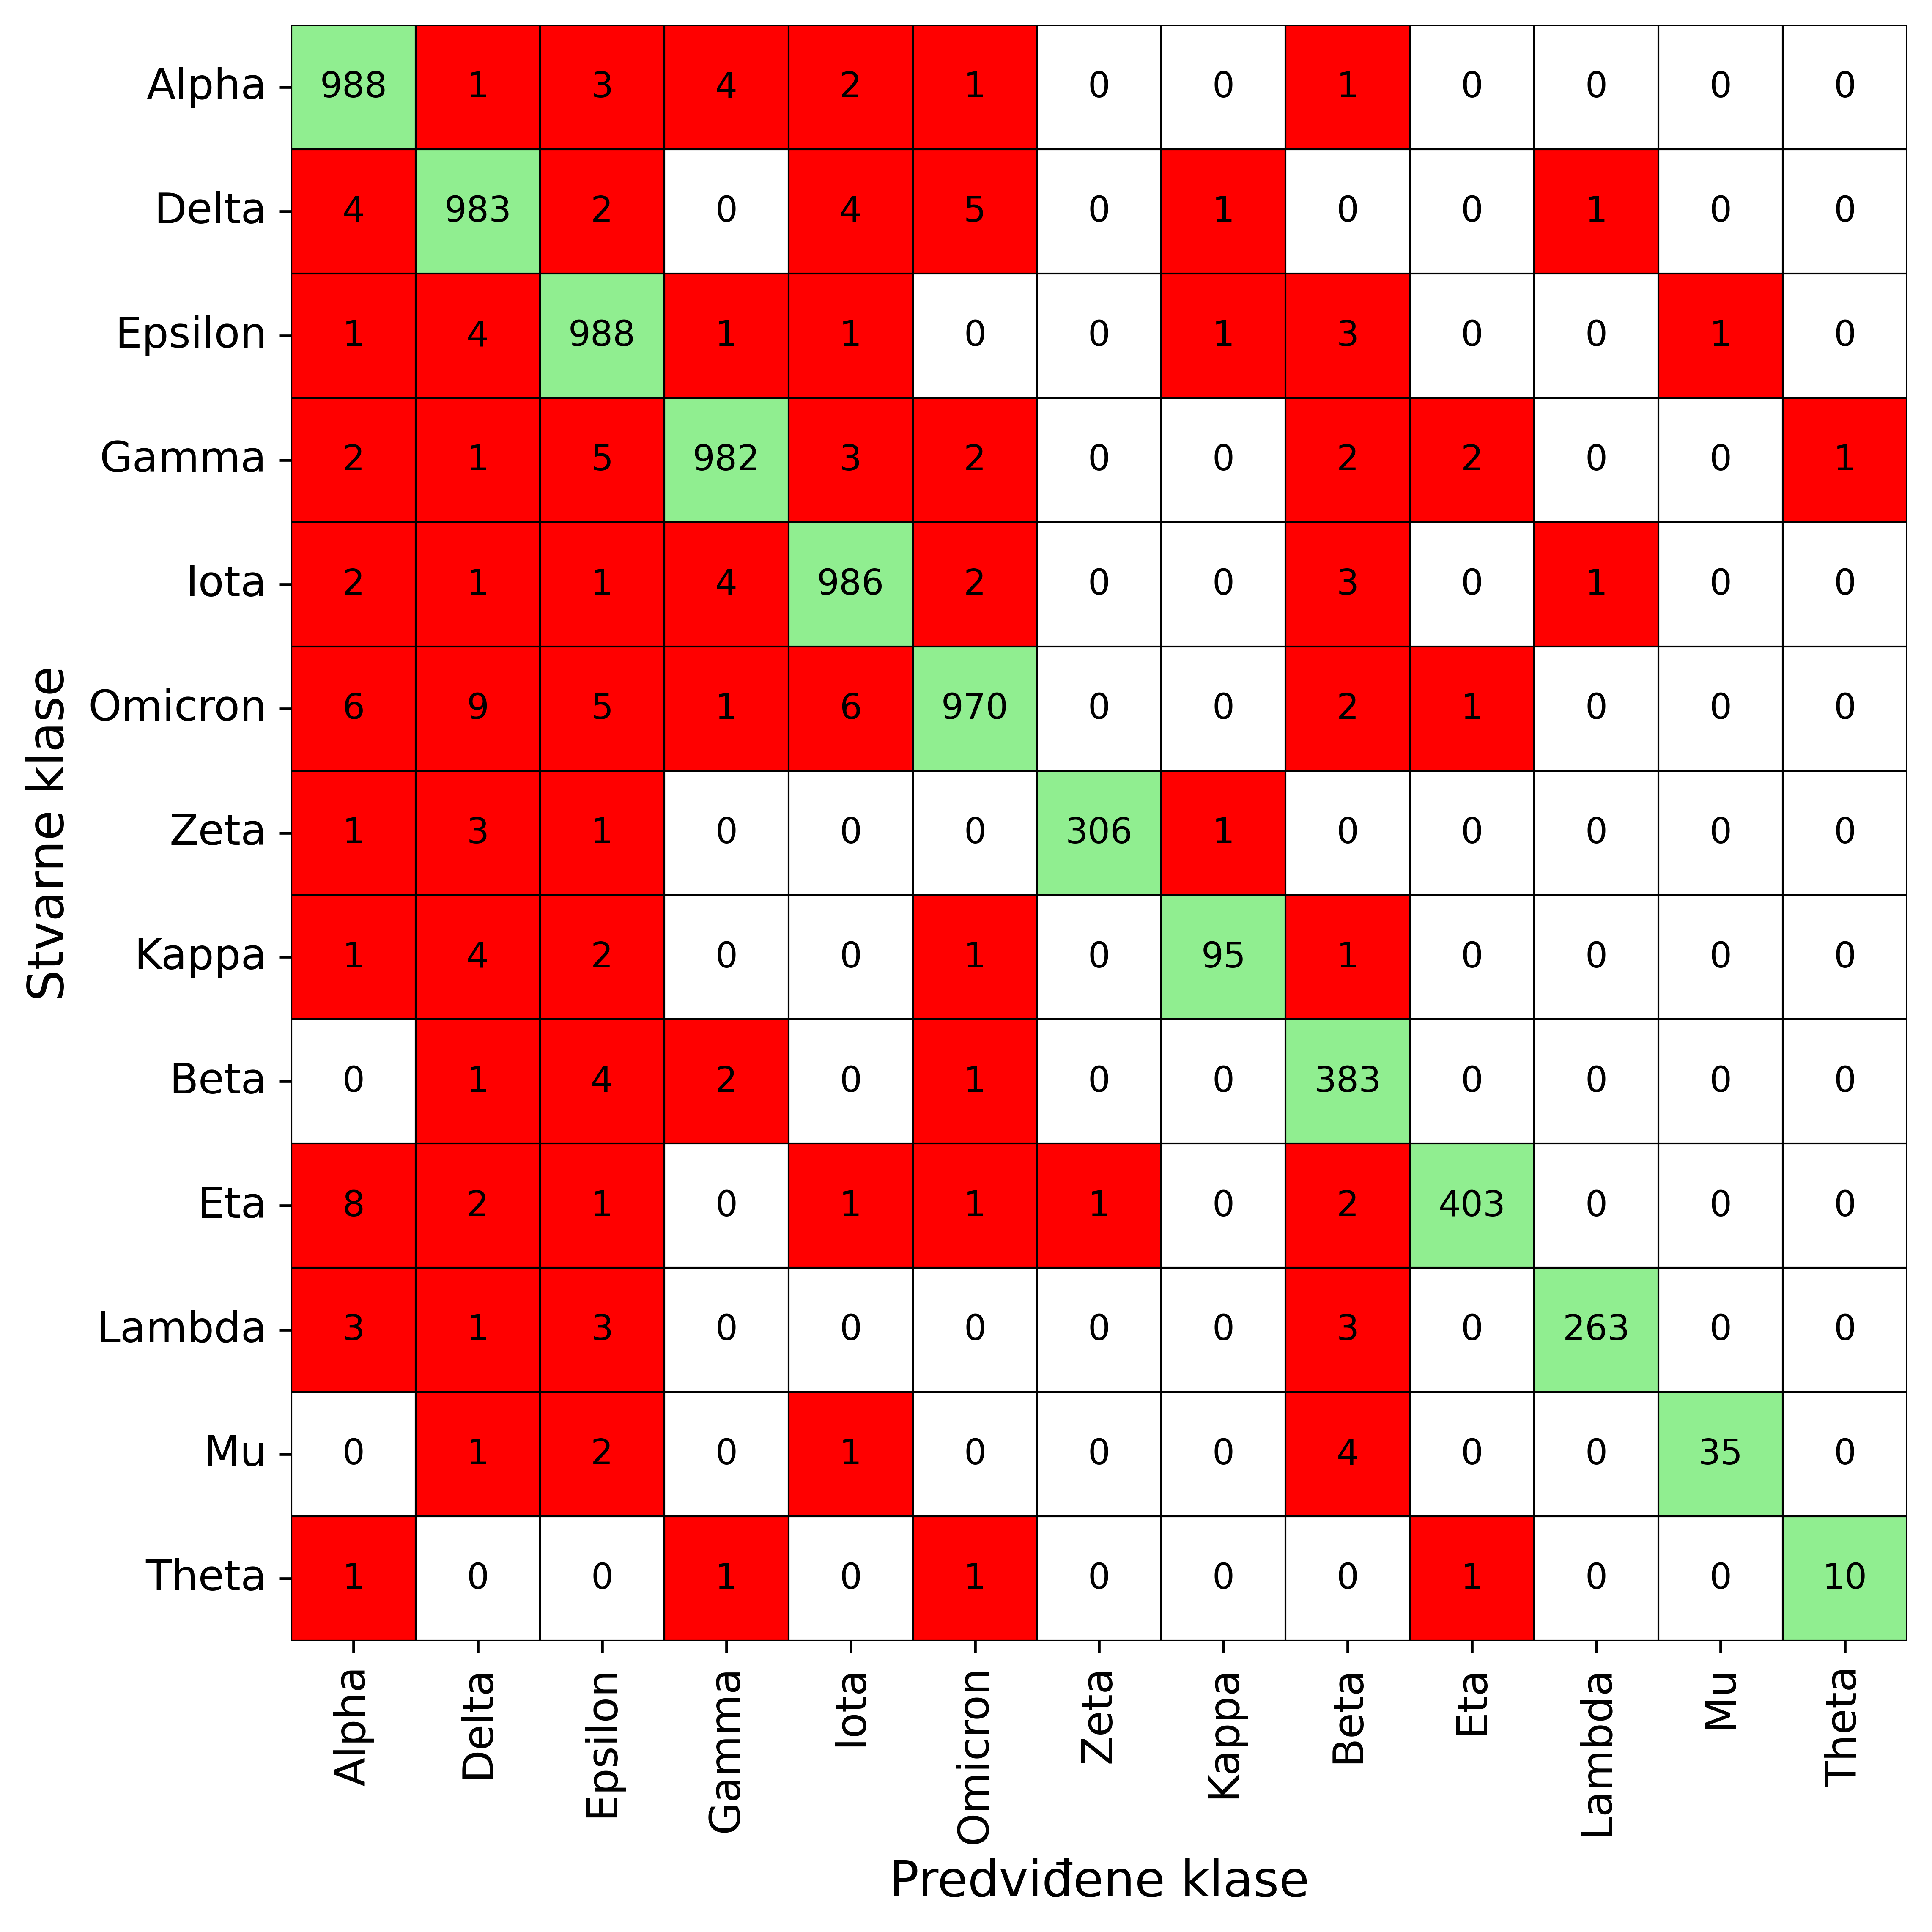 Alpha 988 1 3 4 2 1 0 0 1 0 0 0 0
Delta 4 983 2 0 4 5 0 1 0 0 1 0 0
Epsilon 1 4 988 1 1 0 0 1 3 0 0 1 0
Gamma 2 1 5 982 3 2 0 0 2 2 0 0 1
Iota 2 1 1 4 986 2 0 0 3 0 1 0 0
Omicron 6 9 5 1 6 970 0 0 2 1 0 0 0
Zeta 1 3 1 0 0 0 306 1 0 0 0 0 0
Kappa 1 4 2 0 0 1 0 95 1 0 0 0 0
Beta 0 1 4 2 0 1 0 0 383 0 0 0 0
Eta 8 2 1 0 1 1 1 0 2 403 0 0 0
Lambda 3 1 3 0 0 0 0 0 3 0 263 0 0
Mu 0 1 2 0 1 0 0 0 4 0 0 35 0
Theta 1 0 0 1 0 1 0 0 0 1 0 0 10
Stvarne klase
Alpha Delta Epsilon Gamma Iota Omicron Zeta Kappa Beta Eta Lambda Mu Theta
Predviđene klase